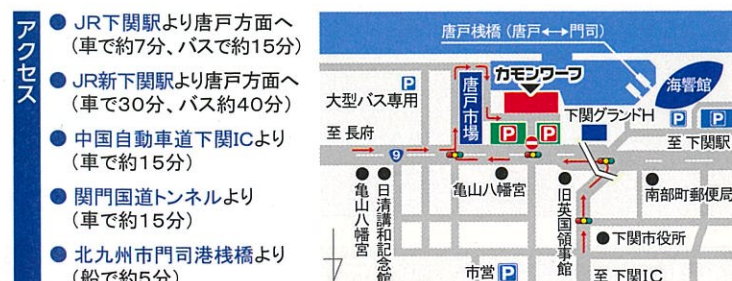 アクセス
● JR下関駅より唐戸方面へ
(車で約7分、バスで約15分)
● JR新下関駅より唐戸方面へ
(車で30分、バス約40分)
● 中国自動車道下関ICより
(車で約15分)
● 関門国道トンネルより
(車で約15分)
● 北九州市門司港桟橋より
(船で約5分)
唐戸桟橋(唐戸↔門司)
P
大型バス専用
唐戸市場
カモンワーフ
海響館
下関グランドH
P
P
P
P
至 長府
至 下関駅
9
亀山八幡宮
日清講和記念館
亀山八幡宮
旧英国領事館
南部町郵便局
下関市役所
市営 P
至 下関IC